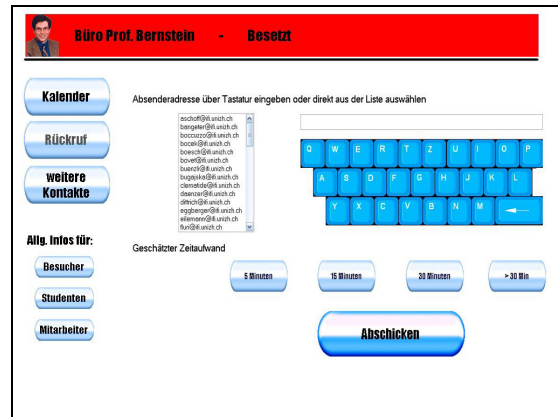 Büro Prof. Bernstein - Besetzt
Kalender
Rückruf
weitere
Kontakte
Allg. Infos für:
Besucher
Studenten
Mitarbeiter
Absenderadresse über Tastatur eingeben oder direkt aus der Liste auswählen
aschoff@ifi.unizh.ch
bangerter@ifi.unizh.ch
boccuzzo@ifi.unizh.ch
bocek@ifi.unizh.ch
boesch@ifi.unizh.ch
bovet@ifi.unizh.ch
buenzli@ifi.unizh.ch
bugajska@ifi.unizh.ch
clematide@ifi.unizh.ch
daenzer@ifi.unizh.ch
dittrich@ifi.unizh.ch
eggberger@ifi.unizh.ch
eilemann@ifi.unizh.ch
fluri@ifi.unizh.ch
Q W E R T Z U I O P
A S D F G H J K L
Y X C V B N M
Geschätzter Zeitaufwand
5 Minuten 15 Minuten 30 Minuten > 30 Min
Abschicken